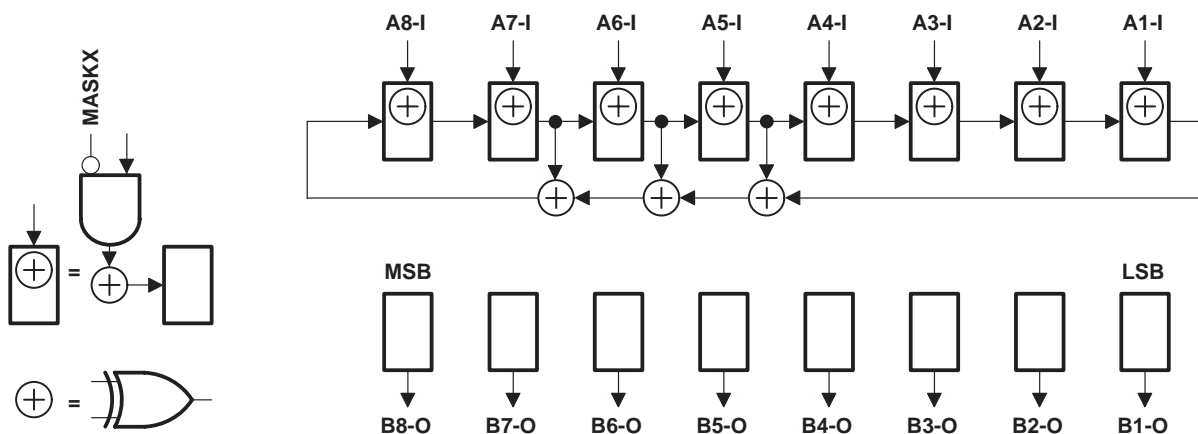 A8-I A7-I A6-I A5-I A4-I A3-I A2-I A1-I
MASKX
=
=
MSB LSB
B8-O B7-O B6-O B5-O B4-O B3-O B2-O B1-O